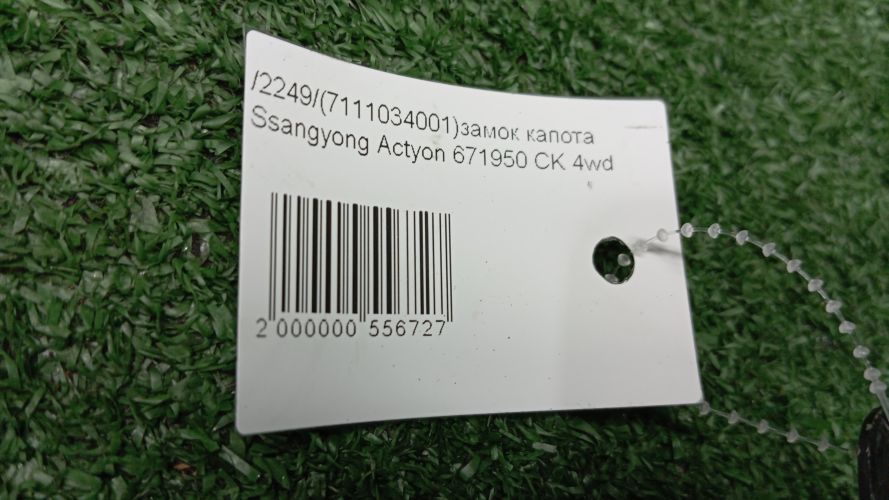 /2249/(7111034001)замок капота
Ssangyong Actyon 671950 CK 4wd
2 000000 556727